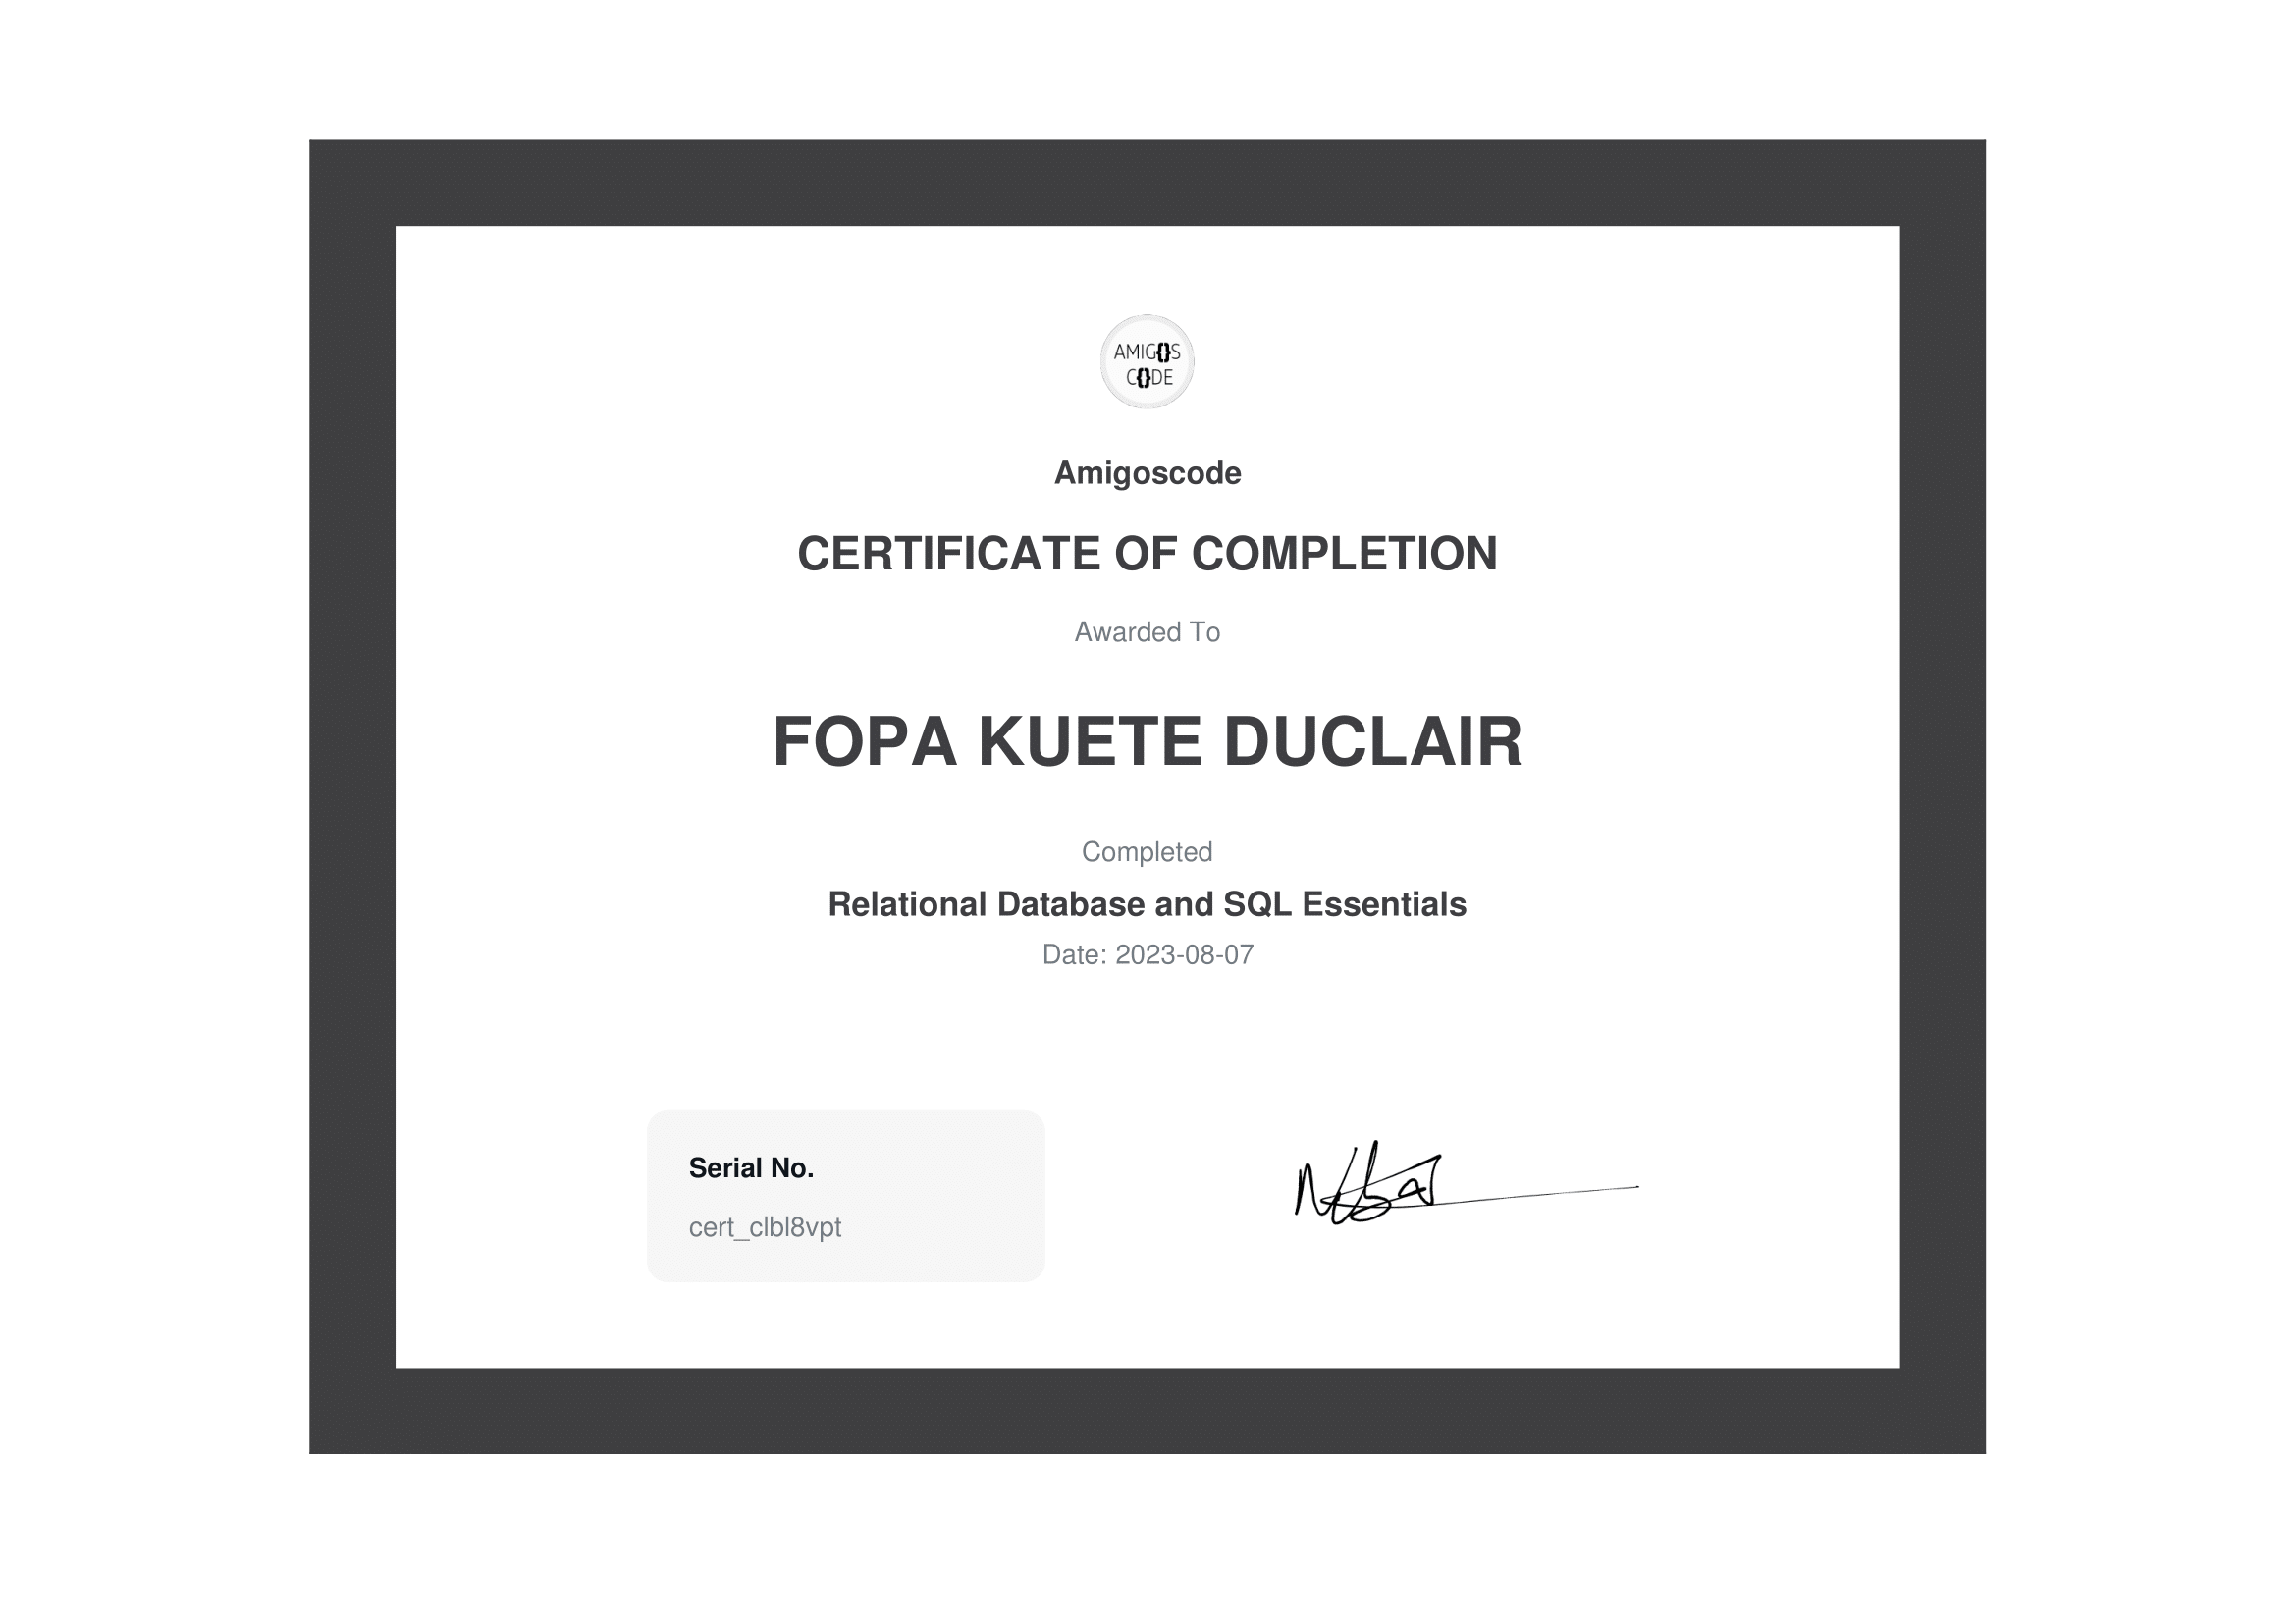 AMIG{}S
C{}DE
Amigoscode
CERTIFICATE OF COMPLETION
Awarded To
FOPA KUETE DUCLAIR
Completed
Relational Database and SQL Essentials
Date: 2023-08-07
Serial No.
cert_clbl8vpt